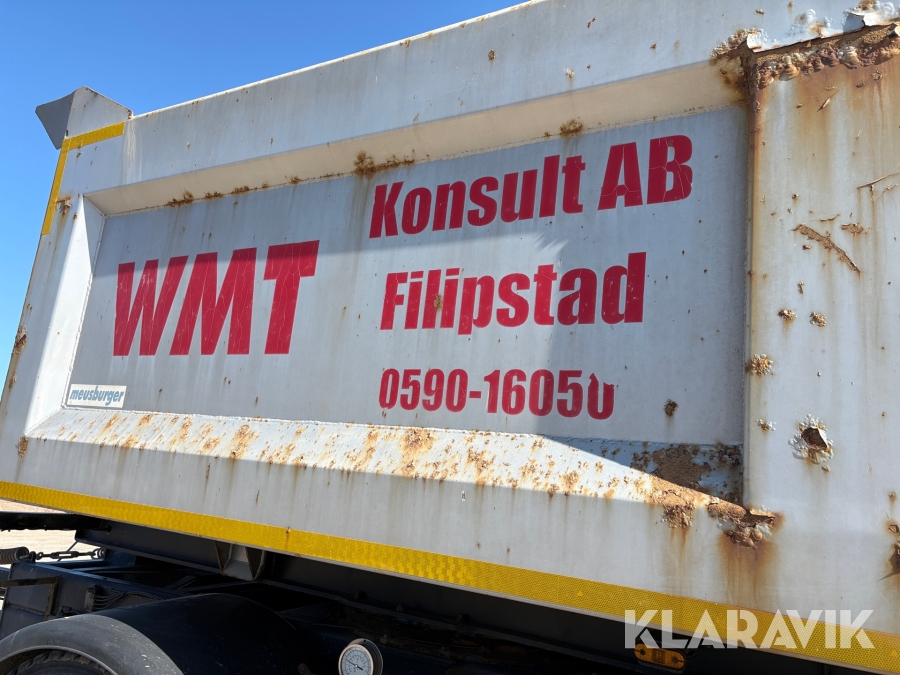 WMT
Konsult AB
Filipstad
0590-16050
meusburger
KLARAVIK